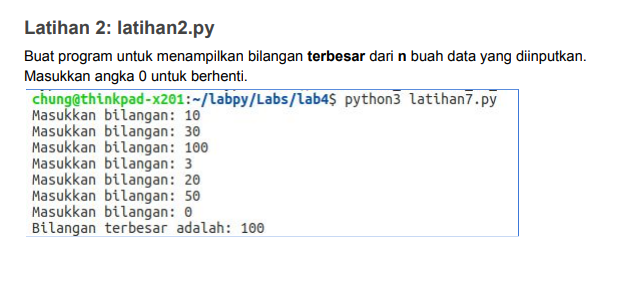 Latihan 2: latihan2.py
Buat program untuk menampilkan bilangan terbesar dari n buah data yang diinputkan.
Masukkan angka 0 untuk berhenti.
chung@thinkpad-x201:~/labpy/Labs/lab4$ python3 latihan7.py
Masukkan bilangan: 10
Masukkan bilangan: 30
Masukkan bilangan: 100
Masukkan bilangan: 3
Masukkan bilangan: 20
Masukkan bilangan: 50
Masukkan bilangan: 0
Bilangan terbesar adalah: 100